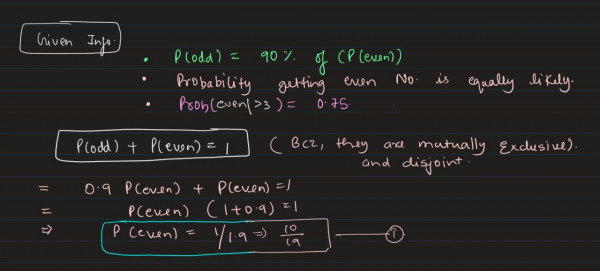 Given Info.
• P(odd) = 90 % of (P(even))
• Probability getting even No. is equally likely.
• Prob(even|>3) = 0.75.
P(odd) + P(even) = 1 (Bcz, they are mutually exclusive).
and disjoint.
= 0.9 P(even) + P(even) = 1
= P(even) (1+0.9) = 1
⇒ P(even) = 1/1.9 => 10/19 —— ①